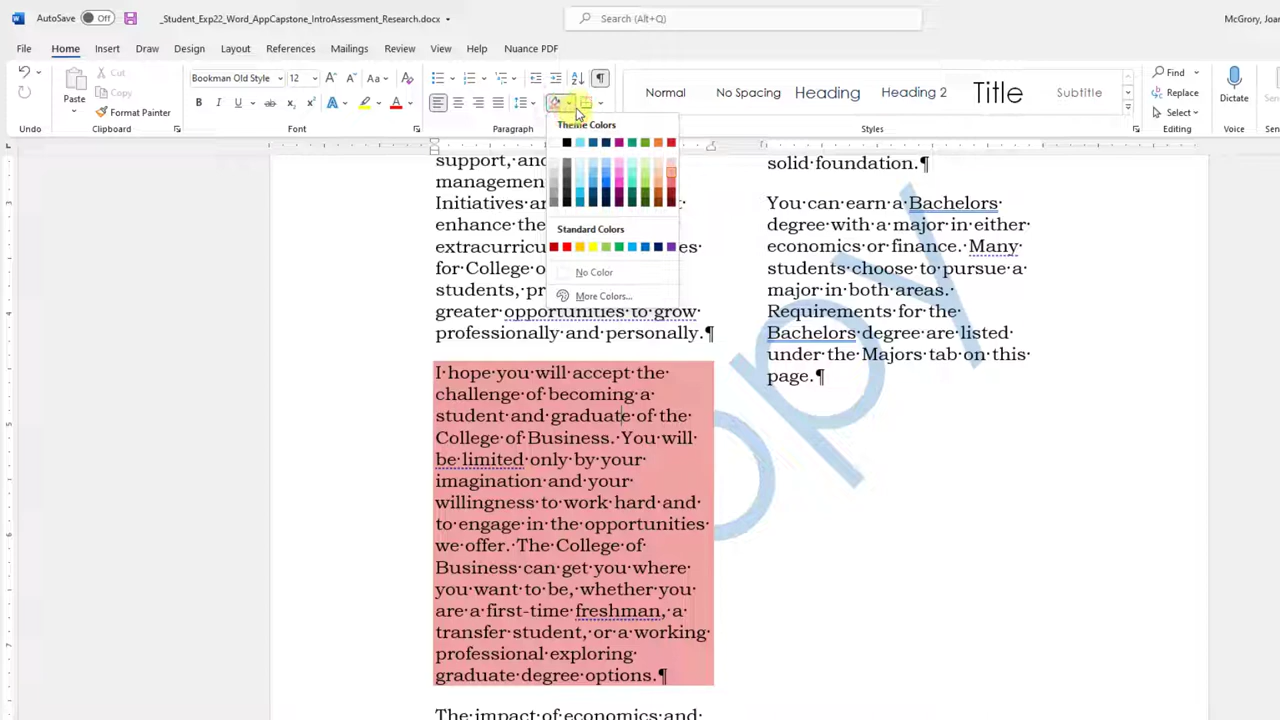 AutoSave Off _Student_Exp22_Word_AppCapstone_IntroAssessment_Research.docx Search (Alt+Q) McGrory, Joan
File Home Insert Draw Design Layout References Mailings Review View Help Nuance PDF
Paste
Cut
Copy
Format Painter
Bookman Old Style 12
Normal No Spacing Heading Heading 2 Title Subtitle
Find
Replace
Select
Dictate
Undo Clipboard Font Paragraph Styles Editing Voice
Theme Colors
Standard Colors
No Color
More Colors...
support, and
management
Initiatives
enhance the
extracurricu
for College o
students, pr
greater opportunities to grow
professionally and personally.¶
I hope you will accept the
challenge of becoming a
student and graduate of the
College of Business. You will
be limited only by your
imagination and your
willingness to work hard and
to engage in the opportunities
we offer. The College of
Business can get you where
you want to be, whether you
are a first-time freshman, a
transfer student, or a working
professional exploring
graduate degree options.¶
The impact of economics and
solid foundation.¶
You can earn a Bachelors
degree with a major in either
economics or finance. Many
students choose to pursue a
major in both areas.
Requirements for the
Bachelors degree are listed
under the Majors tab on this
page.¶
opy